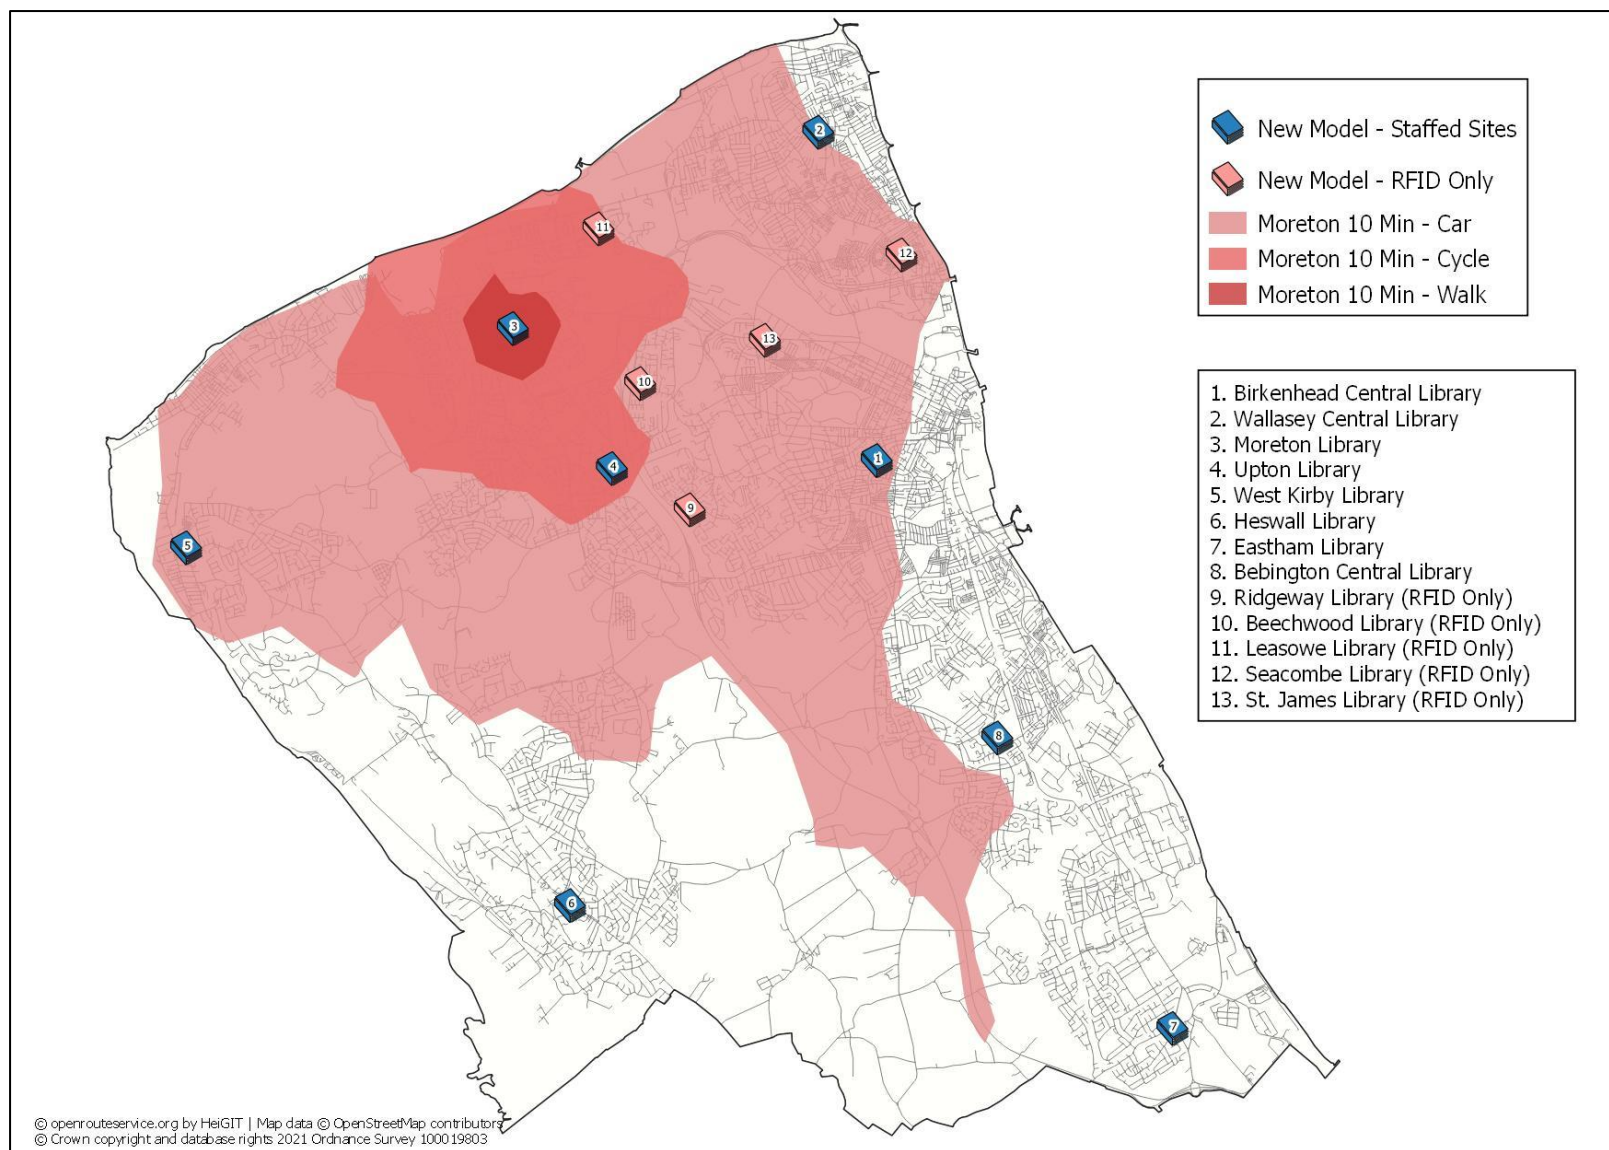 New Model - Staffed Sites
New Model - RFID Only
Moreton 10 Min - Car
Moreton 10 Min - Cycle
Moreton 10 Min - Walk
1. Birkenhead Central Library
2. Wallasey Central Library
3. Moreton Library
4. Upton Library
5. West Kirby Library
6. Heswall Library
7. Eastham Library
8. Bebington Central Library
9. Ridgeway Library (RFID Only)
10. Beechwood Library (RFID Only)
11. Leasowe Library (RFID Only)
12. Seacombe Library (RFID Only)
13. St. James Library (RFID Only)
2
11
12
3
13
10
1
4
9
5
8
6
7
© openrouteservice.org by HeiGIT | Map data © OpenStreetMap contributors
© Crown copyright and database rights 2021 Ordnance Survey 100019803